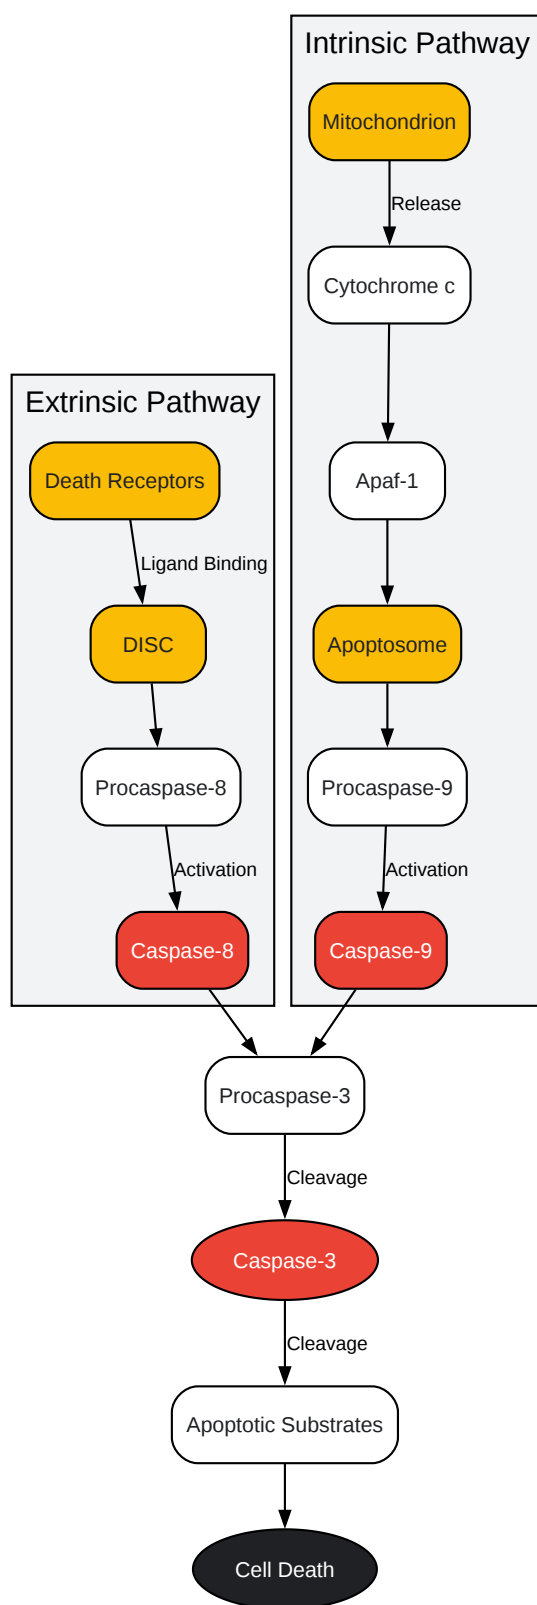 Intrinsic Pathway
Mitochondrion
Release
Cytochrome c
Apaf-1
Apoptosome
Procaspase-9
Activation
Caspase-9
Extrinsic Pathway
Death Receptors
Ligand Binding
DISC
Procaspase-8
Activation
Caspase-8
Procaspase-3
Cleavage
Caspase-3
Cleavage
Apoptotic Substrates
Cell Death